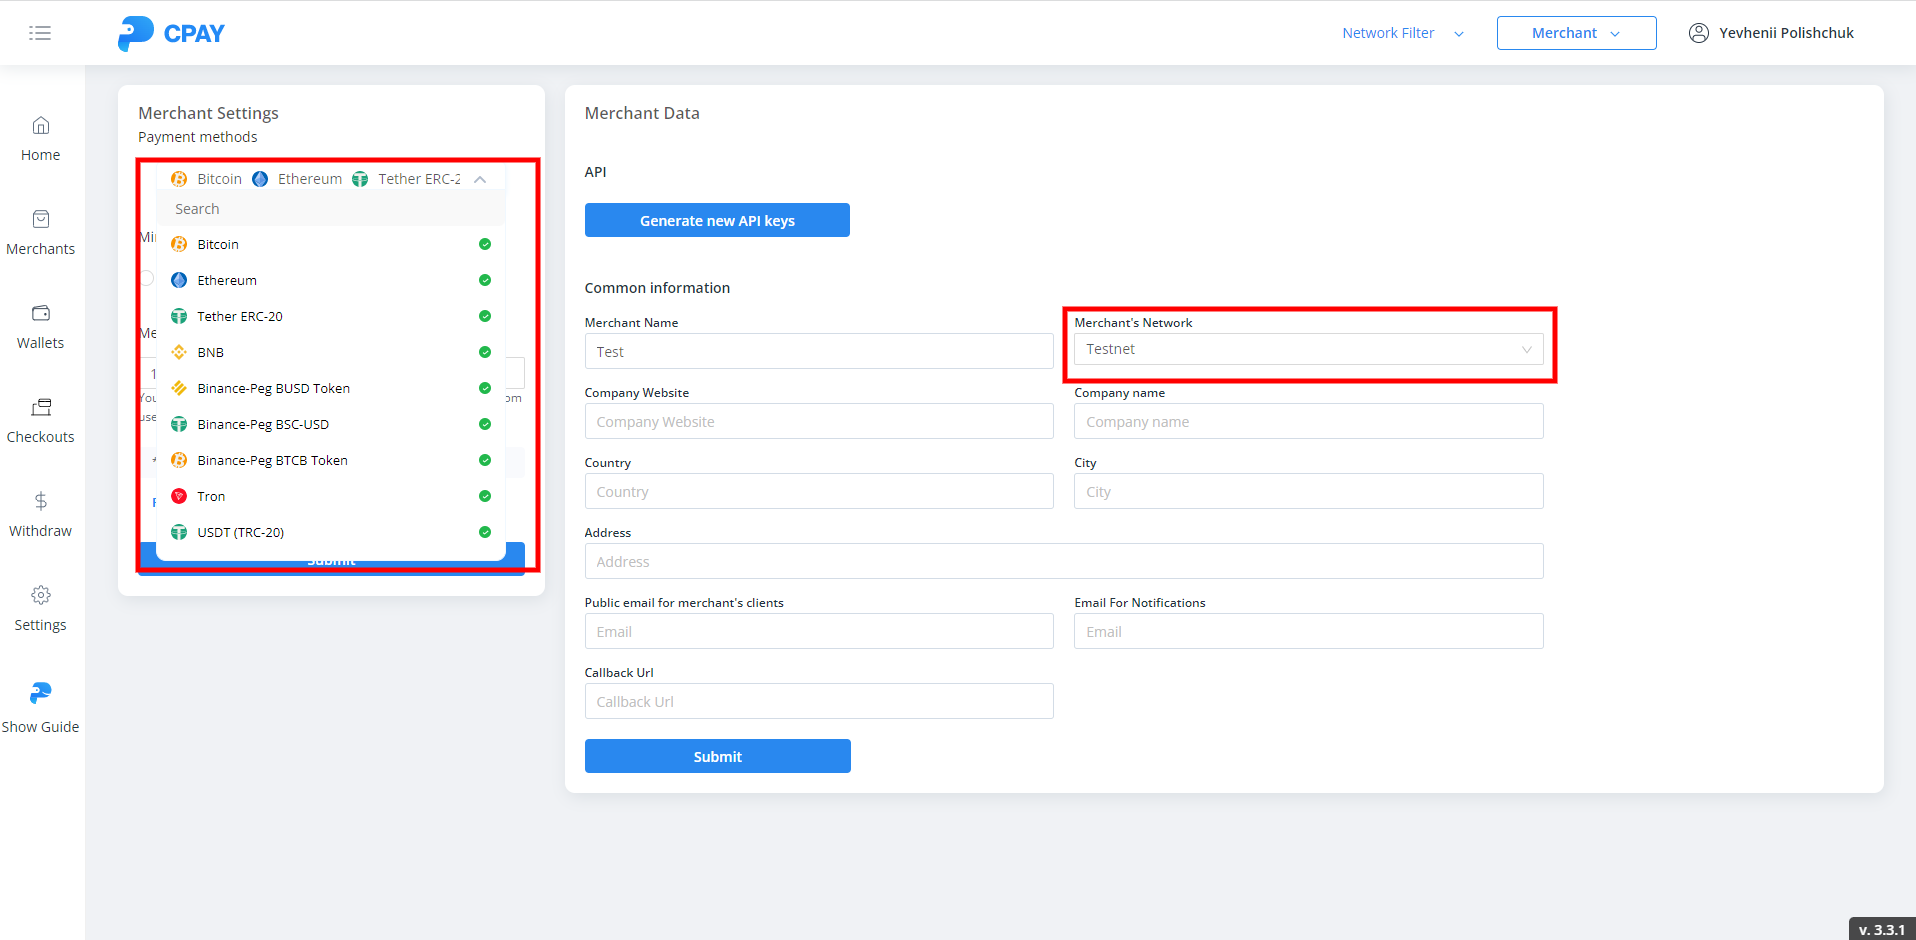 CPAY
Network Filter
Merchant
Yevhenii Polishchuk
Home
Merchants
Wallets
Checkouts
Withdraw
Settings
Show Guide
Merchant Settings
Payment methods
Bitcoin Ethereum Tether ERC-2
Search
Bitcoin
Ethereum
Tether ERC-20
BNB
Binance-Peg BUSD Token
Binance-Peg BSC-USD
Binance-Peg BTCB Token
Tron
USDT (TRC-20)
Submit
Merchant Data
API
Generate new API keys
Common information
Merchant Name
Test
Merchant's Network
Testnet
Company Website
Company Website
Company name
Company name
Country
Country
City
City
Address
Address
Public email for merchant's clients
Email
Email For Notifications
Email
Callback Url
Callback Url
Submit
v. 3.3.1